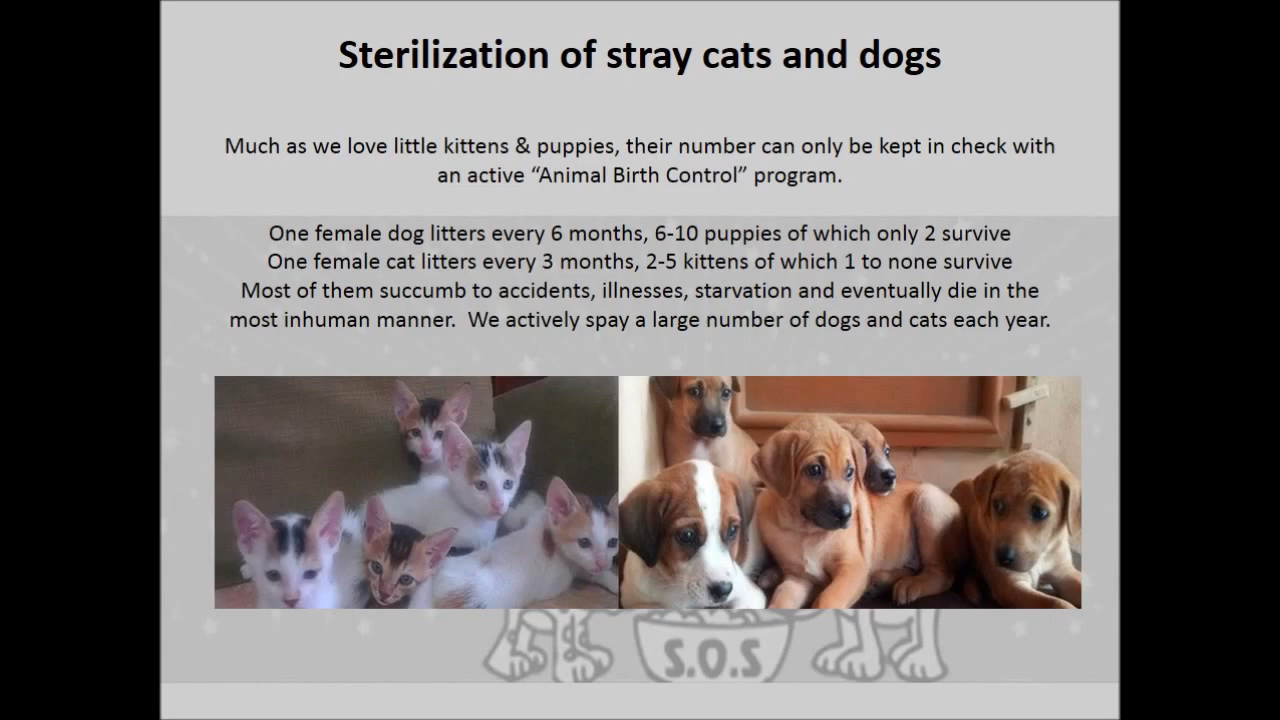 Sterilization of stray cats and dogs
Much as we love little kittens & puppies, their number can only be kept in check with
an active “Animal Birth Control” program.
One female dog litters every 6 months, 6-10 puppies of which only 2 survive
One female cat litters every 3 months, 2-5 kittens of which 1 to none survive
Most of them succumb to accidents, illnesses, starvation and eventually die in the
most inhuman manner.  We actively spay a large number of dogs and cats each year.
S.O.S